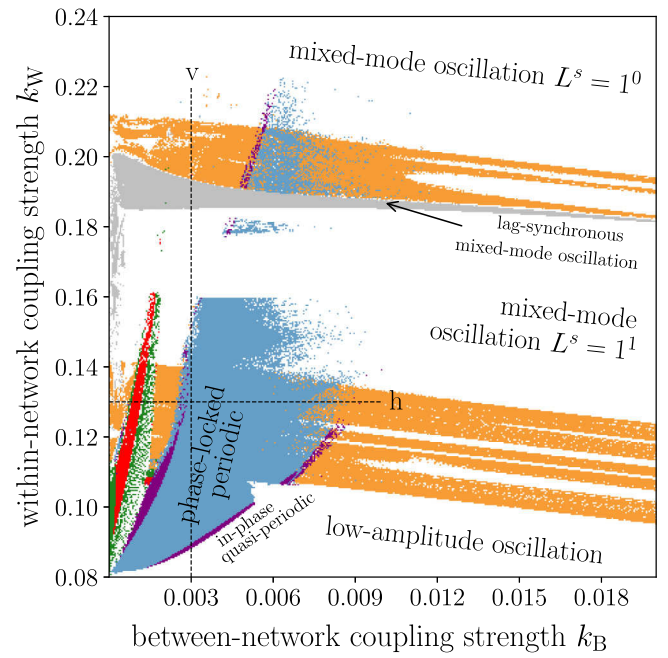 0.24
0.22
0.20
0.18
0.16
0.14
0.12
0.10
0.08
within-network coupling strength k_W
v
mixed-mode oscillation L^s = 1^0
lag-synchronous
mixed-mode oscillation
mixed-mode
oscillation L^s = 1^1
h
phase-locked
periodic
in-phase
quasi-periodic
low-amplitude oscillation
0.003 0.006 0.009 0.012 0.015 0.018
between-network coupling strength k_B